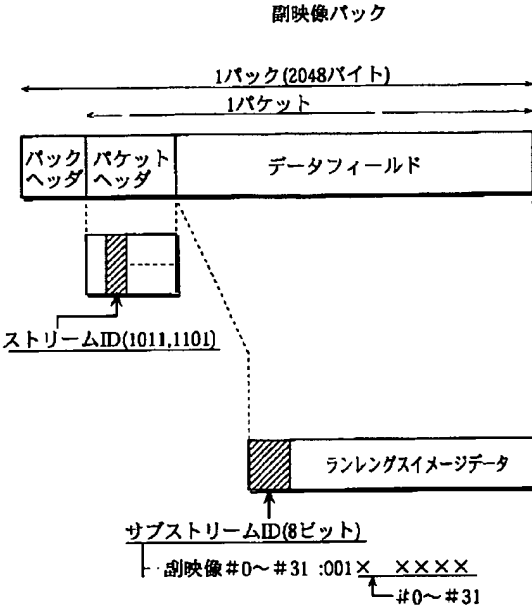 副映像パック
1パック(2048バイト)
1パケット
パック
ヘッダ
パケット
ヘッダ
データフィールド
ストリームID(1011,1101)
ランレングスイメージデータ
サブストリームID(8ビット)
副映像#0～#31 :001× ××××
#0～#31